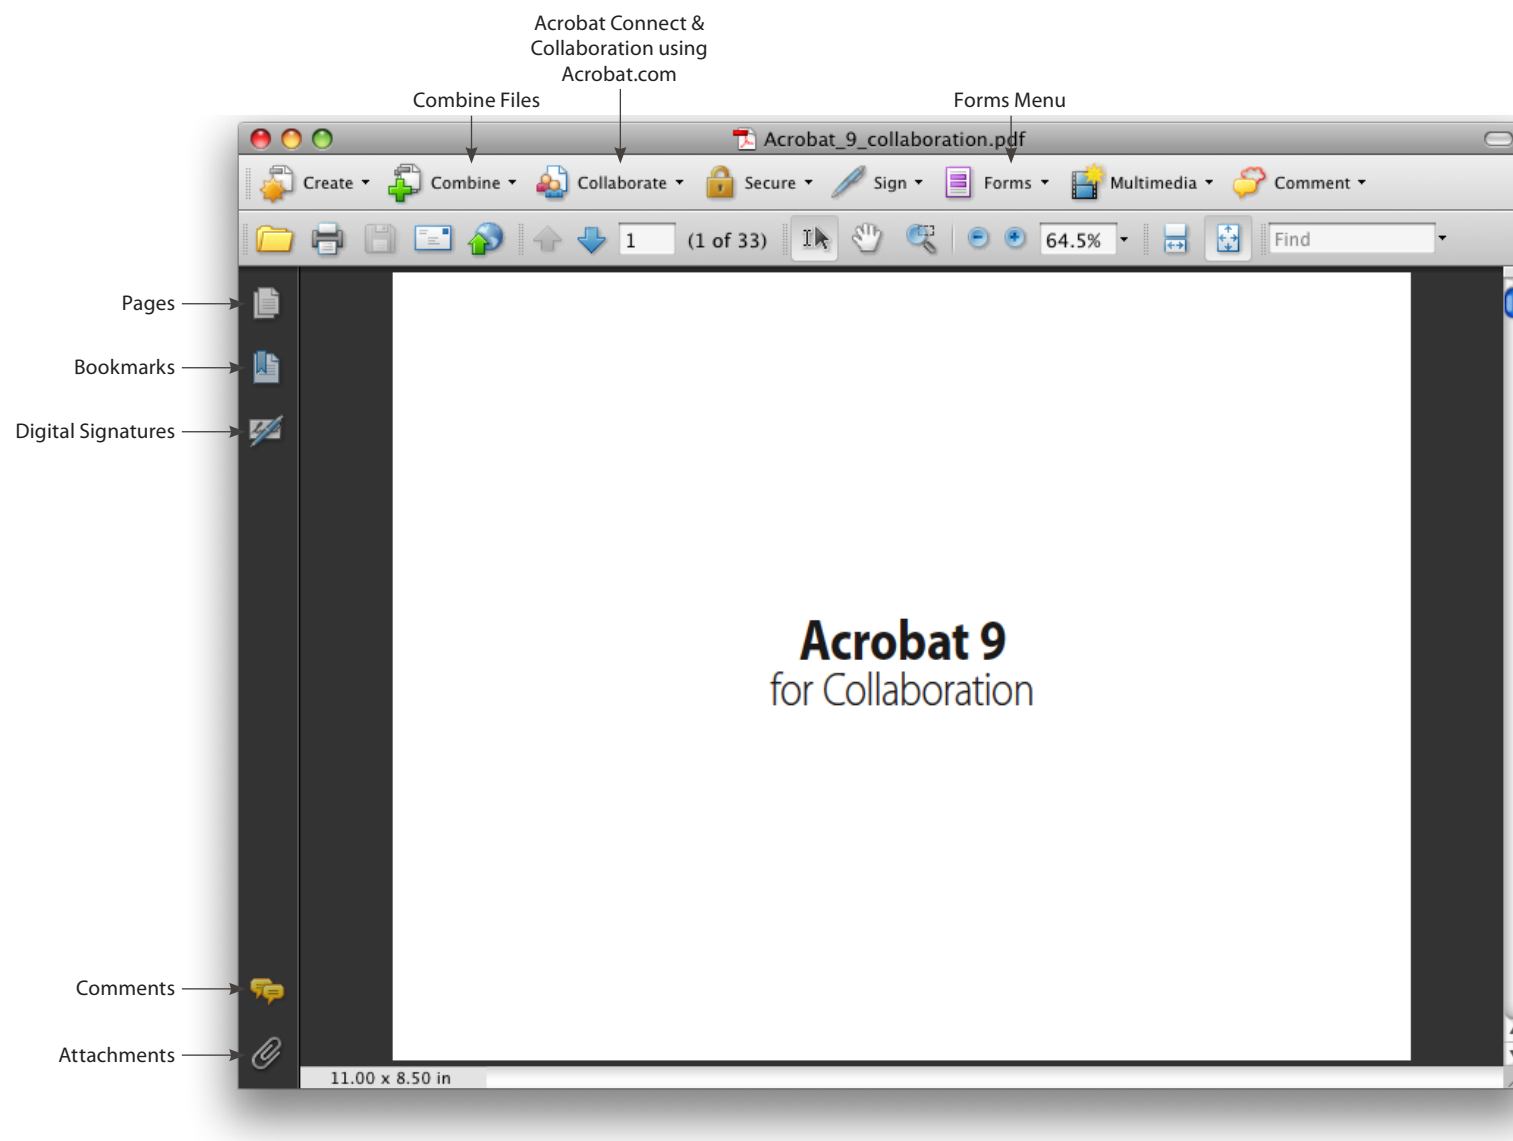 Acrobat Connect &
Collaboration using
Acrobat.com
Combine Files
Forms Menu
Acrobat_9_collaboration.pdf
Create Combine Collaborate Secure Sign Forms Multimedia Comment
1 (1 of 33) 64.5% Find
Pages
Bookmarks
Digital Signatures
Acrobat 9
for Collaboration
Comments
Attachments
11.00 x 8.50 in